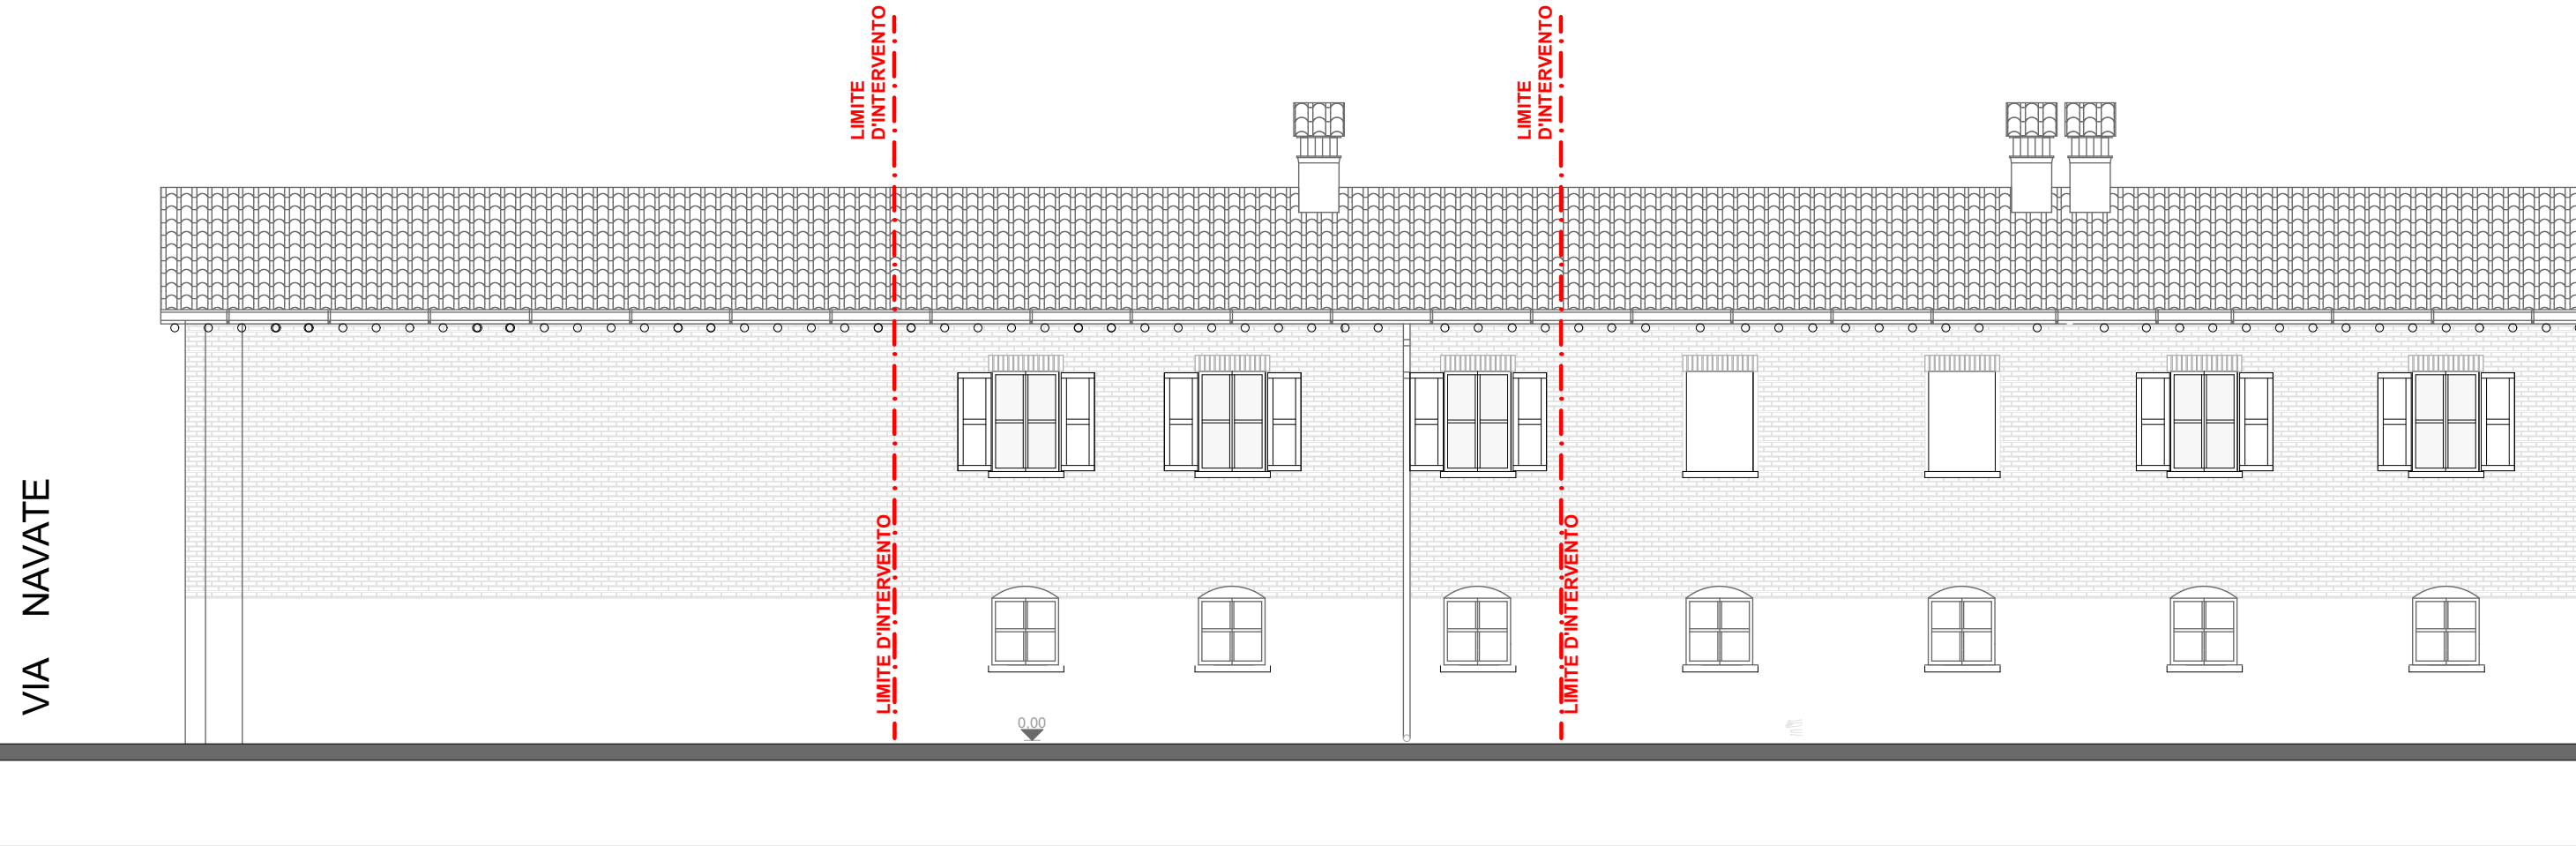 LIMITE
D'INTERVENTO
LIMITE
D'INTERVENTO
VIA NAVATE
LIMITE D'INTERVENTO
LIMITE D'INTERVENTO
0.00